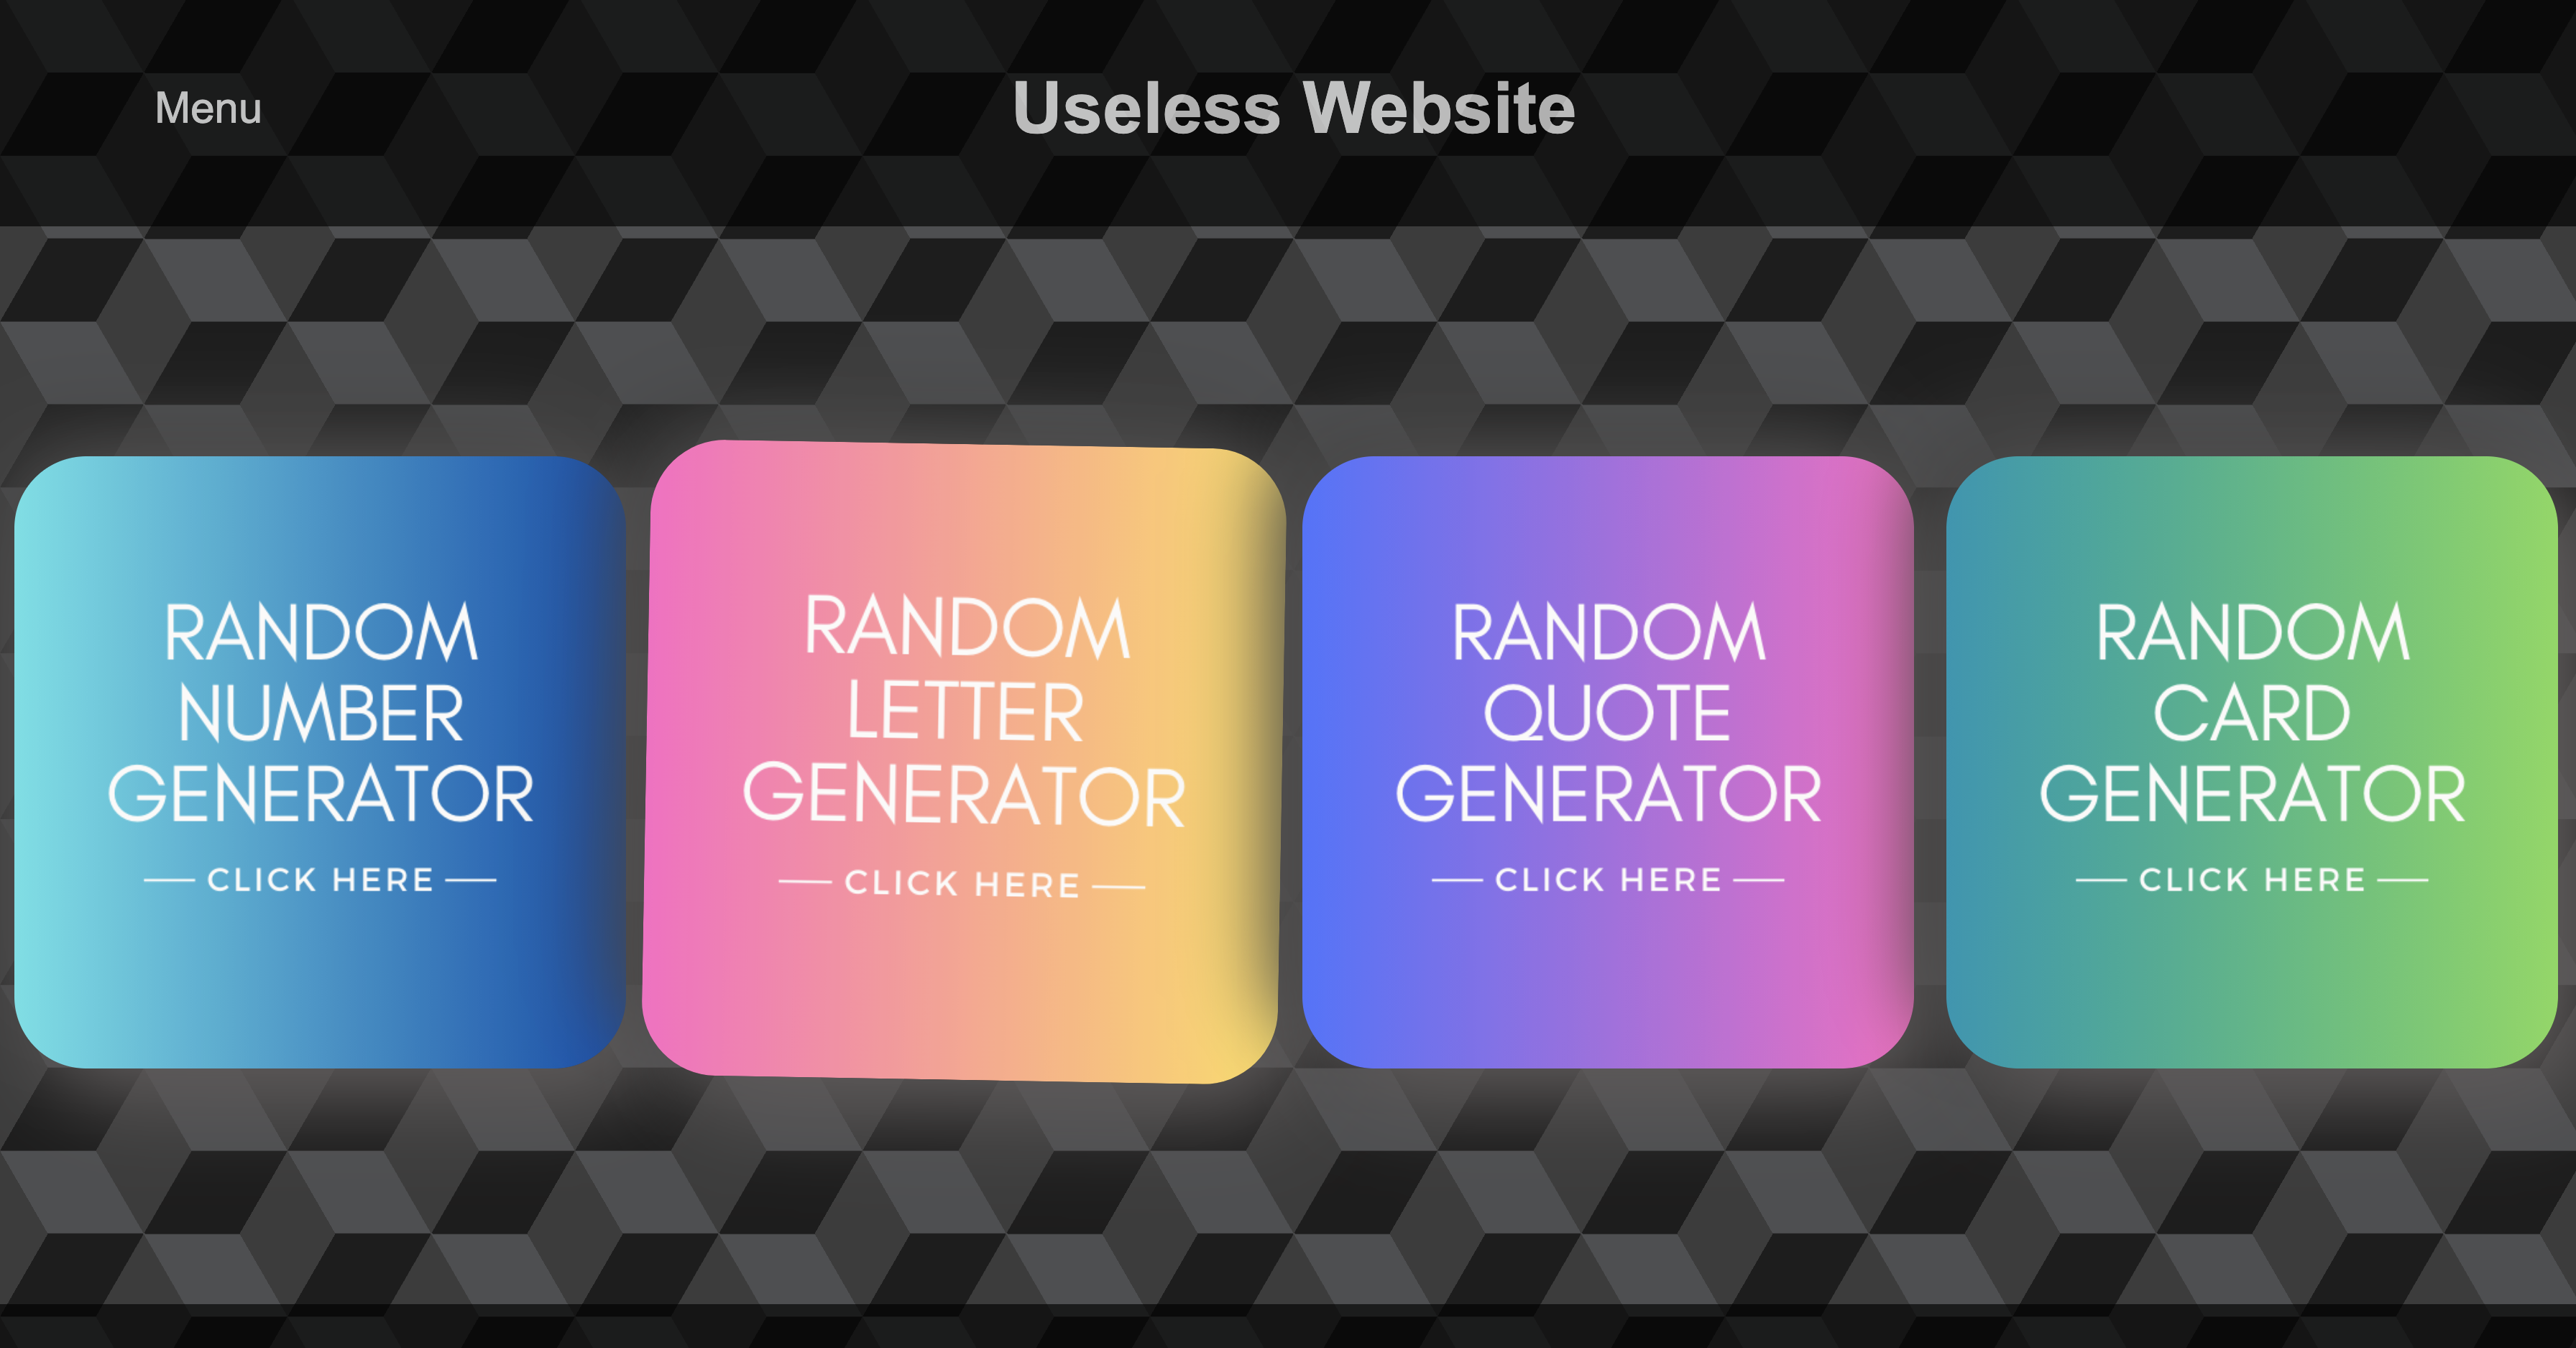 Menu
Useless Website
RANDOM
NUMBER
GENERATOR
CLICK HERE
RANDOM
LETTER
GENERATOR
CLICK HERE
RANDOM
QUOTE
GENERATOR
CLICK HERE
RANDOM
CARD
GENERATOR
CLICK HERE